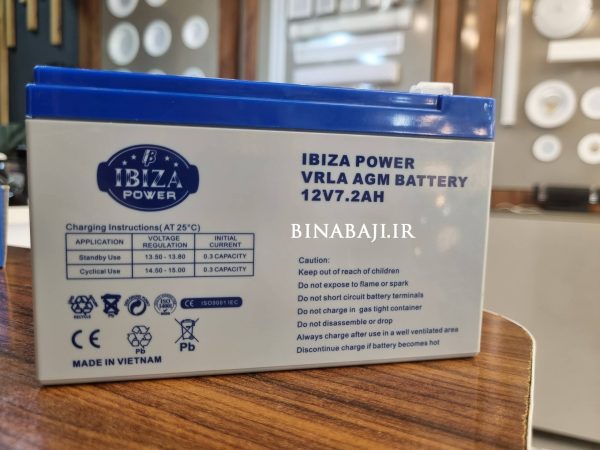 IB
IBIZA
POWER
IBIZA POWER
VRLA AGM BATTERY
12V7.2AH
BINABAJI.IR
Charging Instructions( AT 25°C)
APPLICATION VOLTAGE REGULATION INITIAL CURRENT
Standby Use 13.50 - 13.80 0.3 CAPACITY
Cyclical Use 14.50 - 15.00 0.3 CAPACITY
Caution:
Keep out of reach of children
Do not expose to flame or spark
Do not short circuit battery terminals
Do not charge in gas tight container
Do not disassemble or drop
Always charge after use in a well ventilated area
Discontinue charge if battery becomes hot
CE ISO9001 IEC
CE
Pb
Pb
MADE IN VIETNAM